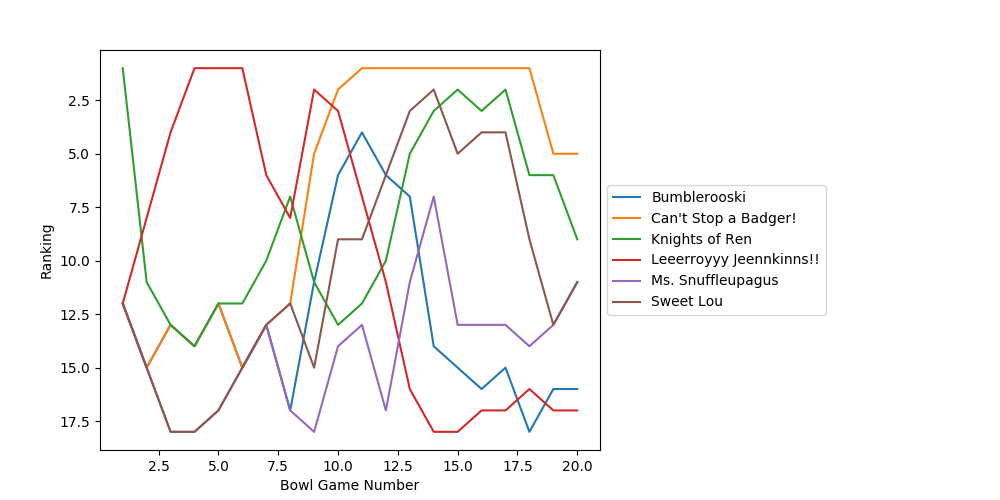 2.5
5.0
7.5
10.0
12.5
15.0
17.5
Ranking
2.5 5.0 7.5 10.0 12.5 15.0 17.5 20.0
Bowl Game Number
Bumblerooski
Can't Stop a Badger!
Knights of Ren
Leeerroyyy Jeennkinns!!
Ms. Snuffleupagus
Sweet Lou